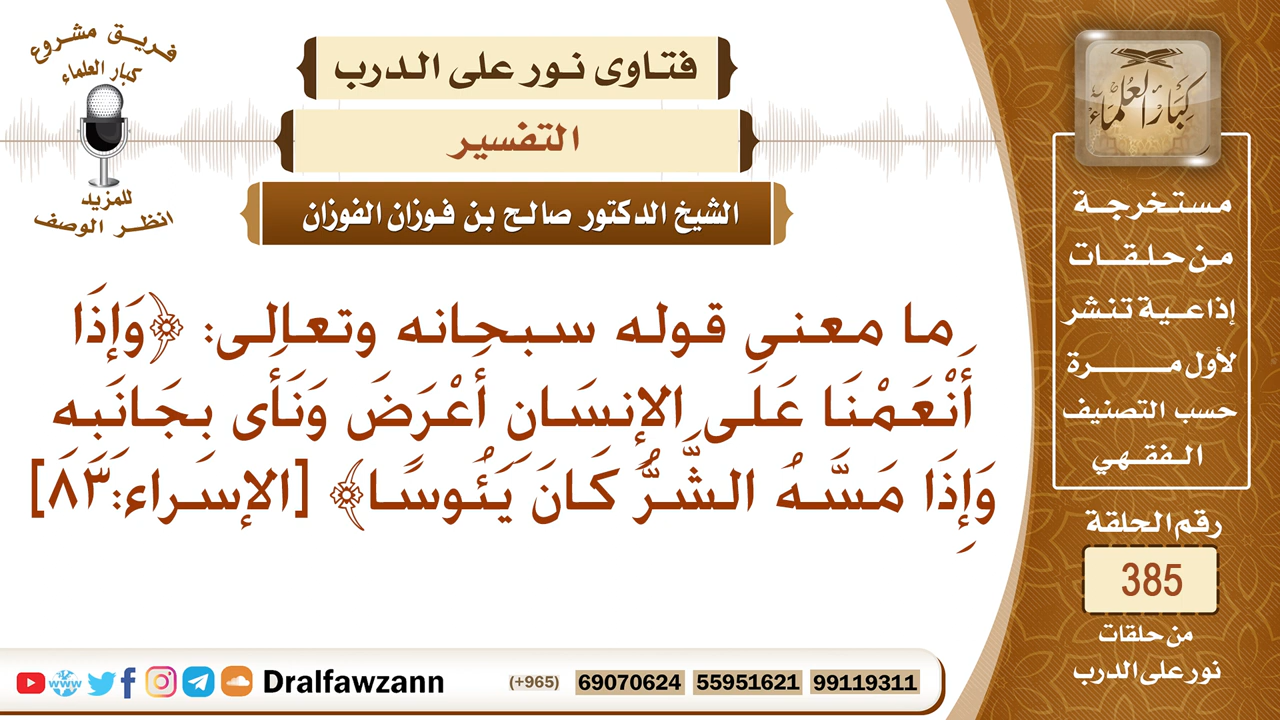 فريق مشروع
كبار العلماء
للمزيد
انظر الوصف
فتاوى نور على الدرب
التفسير
الشيخ الدكتور صالح بن فوزان الفوزان
ما معنى قوله سبحانه وتعالى: ﴿وَإِذَا
أَنْعَمْنَا عَلَى الإِنسَانِ أَعْرَضَ وَنَأَى بِجَانَبِهِ
وَإِذَا مَسَّهُ الشَّرُّ كَانَ يَئُوسًا﴾ [الإسراء:٨٣]
كبار العلماء
مستخرجة
من حلقات
إذاعية تنشر
لأول مرة
حسب التصنيف
الفقهي
رقم الحلقة
385
من حلقات
نور على الدرب
www
Dralfawzann (+965) 69070624 55951621 99119311